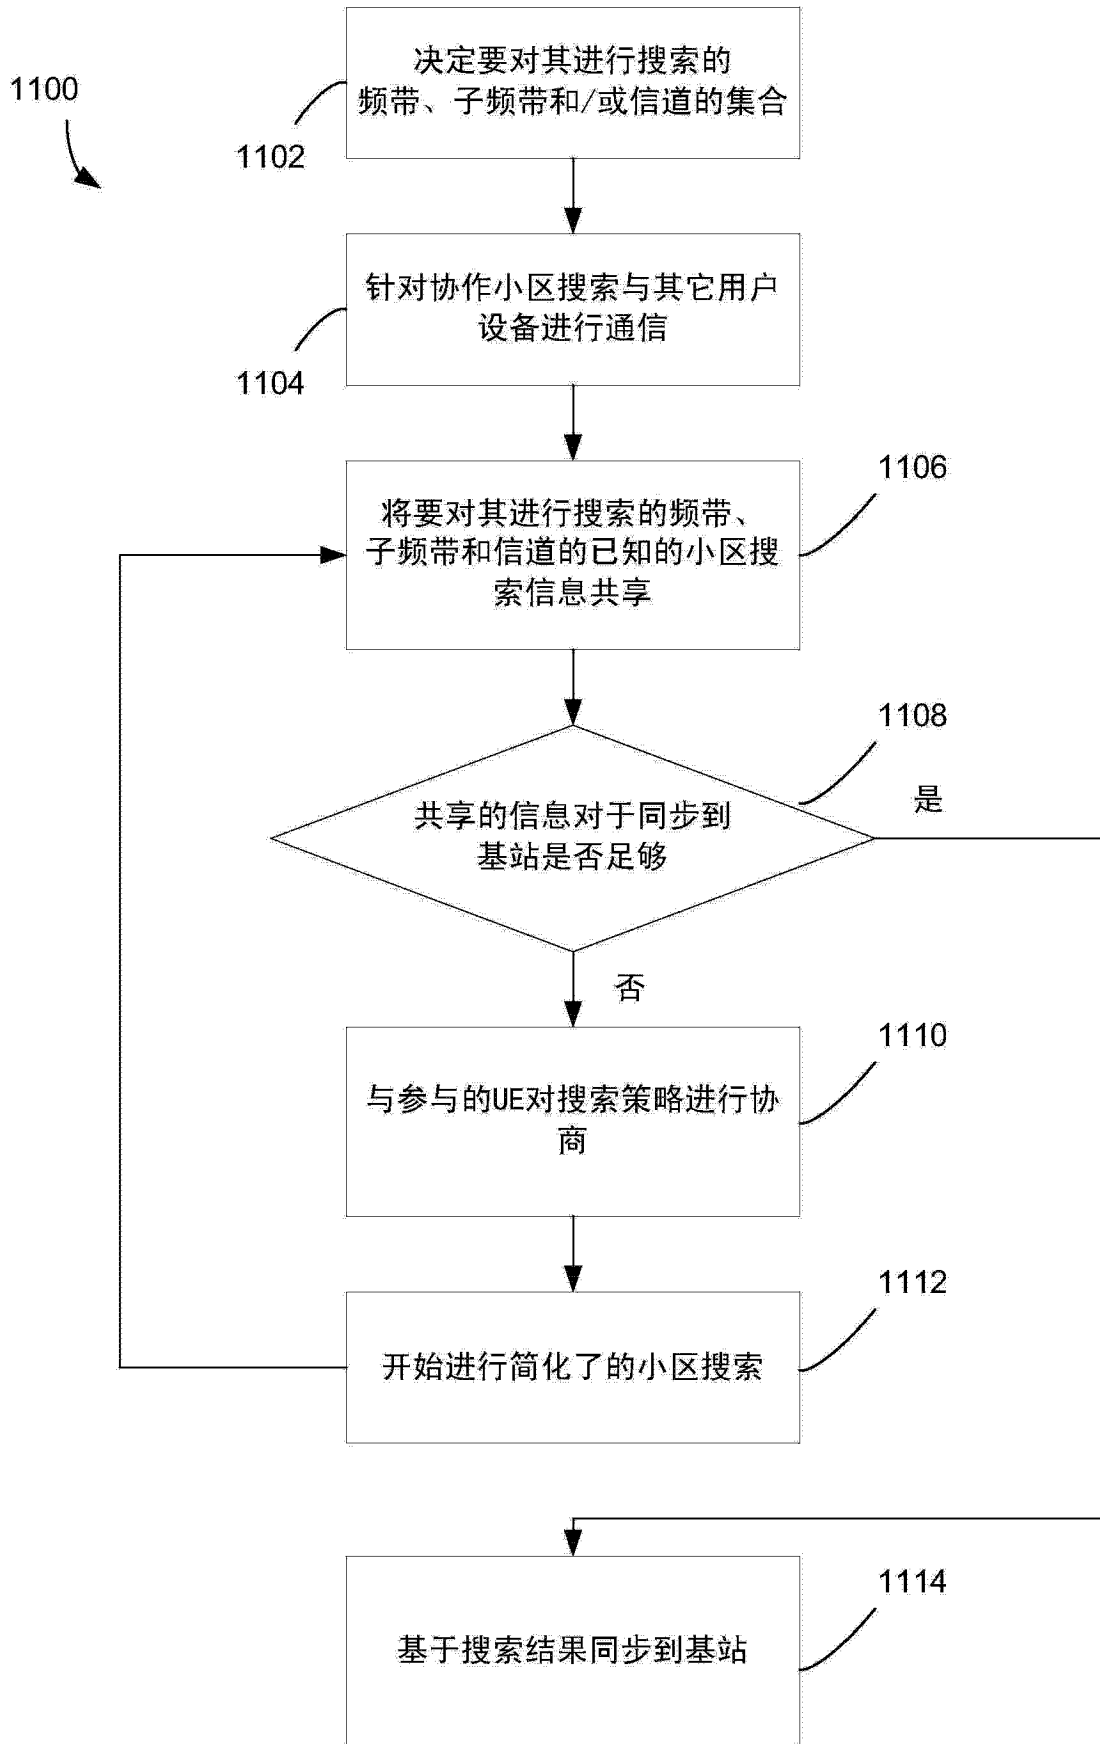 1100
决定要对其进行搜索的
频带、子频带和/或信道的集合
1102
针对协作小区搜索与其它用户
设备进行通信
1104
1106
将要对其进行搜索的频带、
子频带和信道的已知的小区搜
索信息共享
1108
是
共享的信息对于同步到
基站是否足够
否
1110
与参与的UE对搜索策略进行协
商
1112
开始进行简化了的小区搜索
1114
基于搜索结果同步到基站